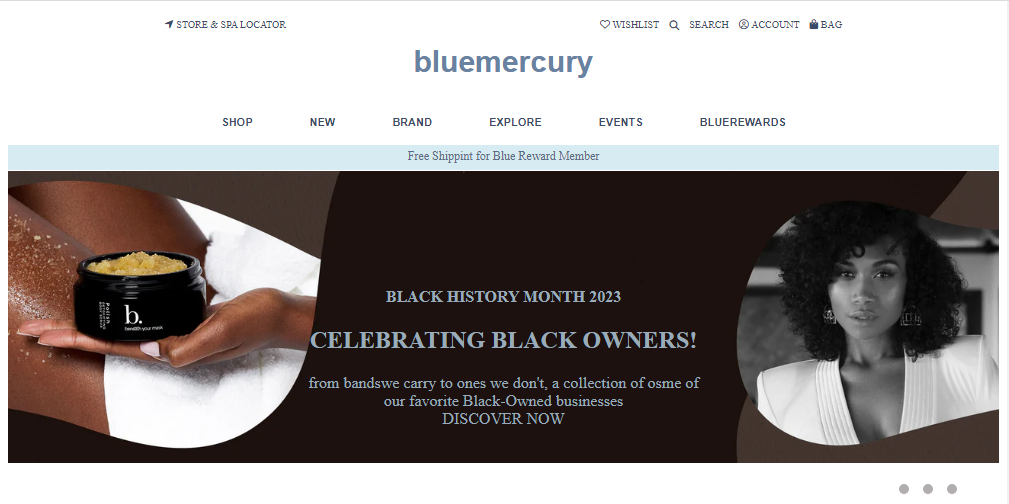 STORE & SPA LOCATOR
WISHLIST SEARCH ACCOUNT BAG
bluemercury
SHOP NEW BRAND EXPLORE EVENTS BLUEREWARDS
Free Shippint for Blue Reward Member
BLACK HISTORY MONTH 2023
CELEBRATING BLACK OWNERS!
from bandswe carry to ones we don't, a collection of osme of
our favorite Black-Owned businesses
DISCOVER NOW
b.